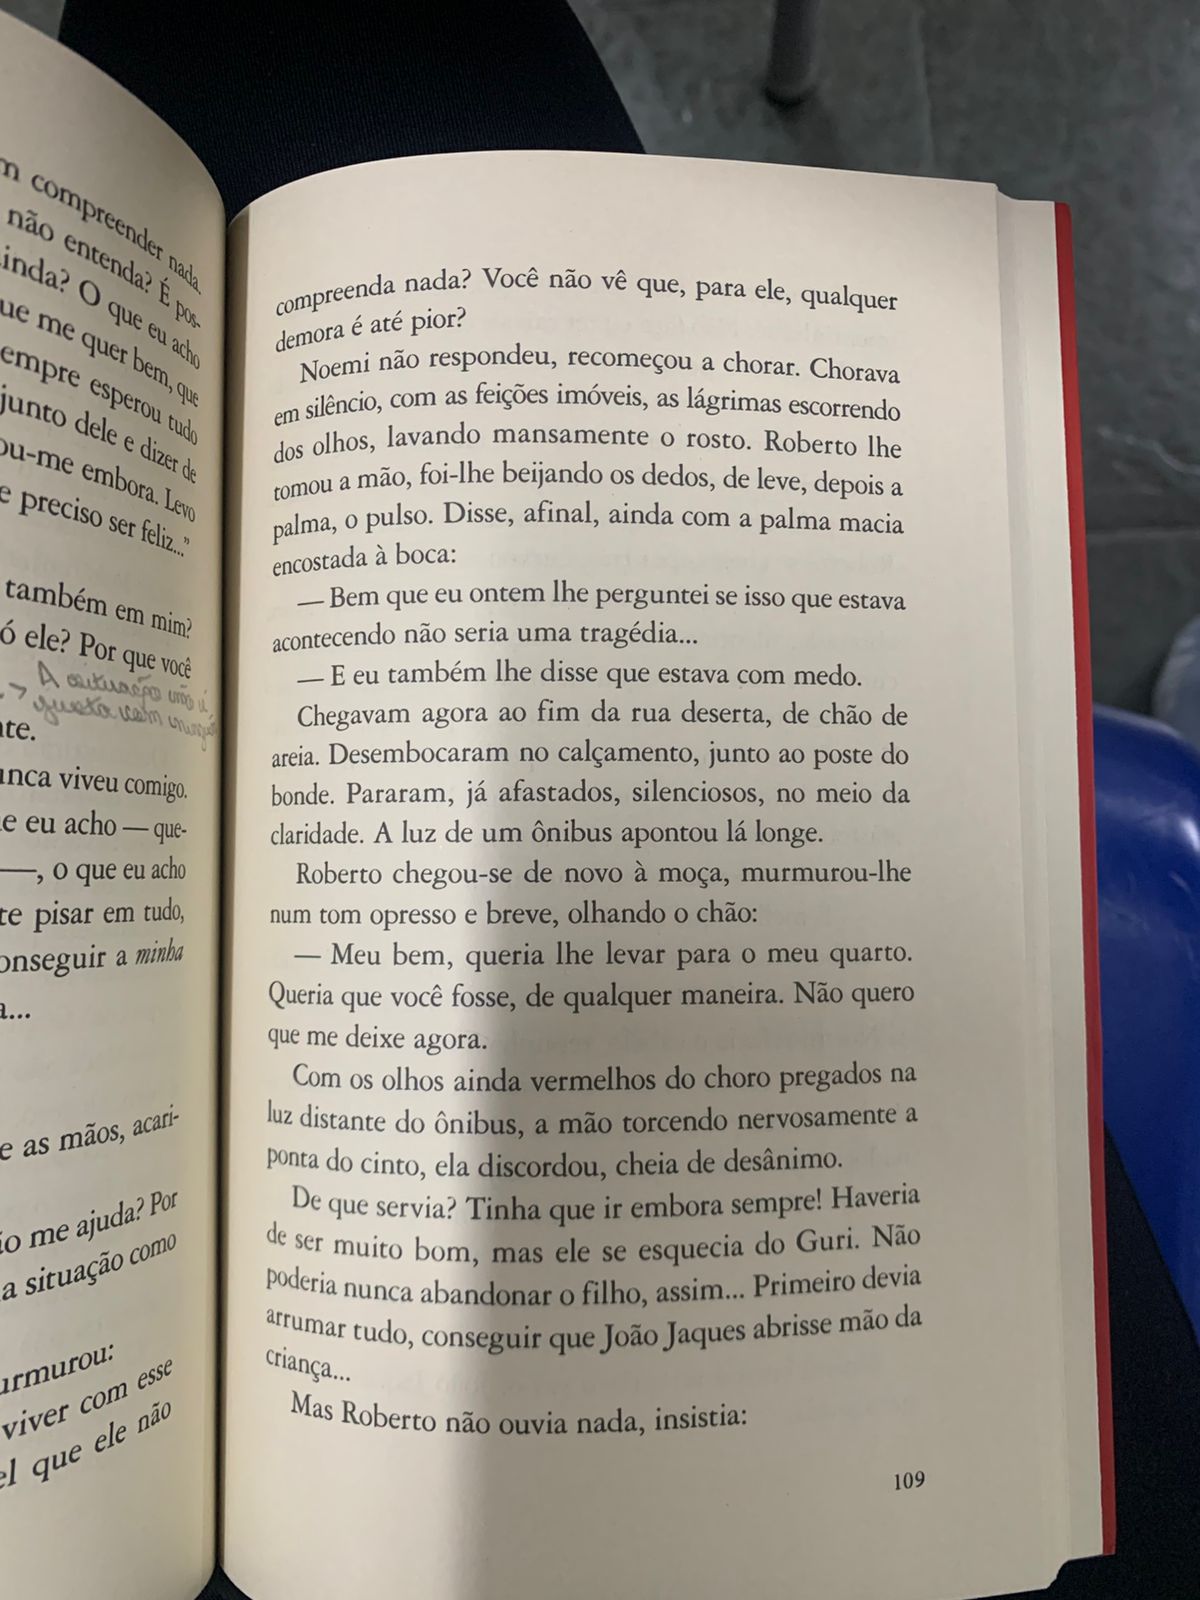 m compreender nada.
não entenda? É pos-
inda? O que eu acho
ue me quer bem, que
empre esperou tudo
junto dele e dizer de
ou-me embora. Levo
e preciso ser feliz..."
também em mim?
ó ele? Por que você
→ A situação não é
justa com
te.
unca viveu comigo.
e eu acho — que-
—, o que eu acho
te pisar em tudo,
onseguir a minha
a...
e as mãos, acari-
ão me ajuda? Por
a situação como
urmurou:
viver com esse
el que ele não
compreenda nada? Você não vê que, para ele, qualquer
demora é até pior?
Noemi não respondeu, recomeçou a chorar. Chorava
em silêncio, com as feições imóveis, as lágrimas escorrendo
dos olhos, lavando mansamente o rosto. Roberto lhe
tomou a mão, foi-lhe beijando os dedos, de leve, depois a
palma, o pulso. Disse, afinal, ainda com a palma macia
encostada à boca:
— Bem que eu ontem lhe perguntei se isso que estava
acontecendo não seria uma tragédia...
— E eu também lhe disse que estava com medo.
Chegavam agora ao fim da rua deserta, de chão de
areia. Desembocaram no calçamento, junto ao poste do
bonde. Pararam, já afastados, silenciosos, no meio da
claridade. A luz de um ônibus apontou lá longe.
Roberto chegou-se de novo à moça, murmurou-lhe
num tom opresso e breve, olhando o chão:
— Meu bem, queria lhe levar para o meu quarto.
Queria que você fosse, de qualquer maneira. Não quero
que me deixe agora.
Com os olhos ainda vermelhos do choro pregados na
luz distante do ônibus, a mão torcendo nervosamente a
ponta do cinto, ela discordou, cheia de desânimo.
De que servia? Tinha que ir embora sempre! Haveria
de ser muito bom, mas ele se esquecia do Guri. Não
poderia nunca abandonar o filho, assim... Primeiro devia
arrumar tudo, conseguir que João Jaques abrisse mão da
criança...
Mas Roberto não ouvia nada, insistia:
109